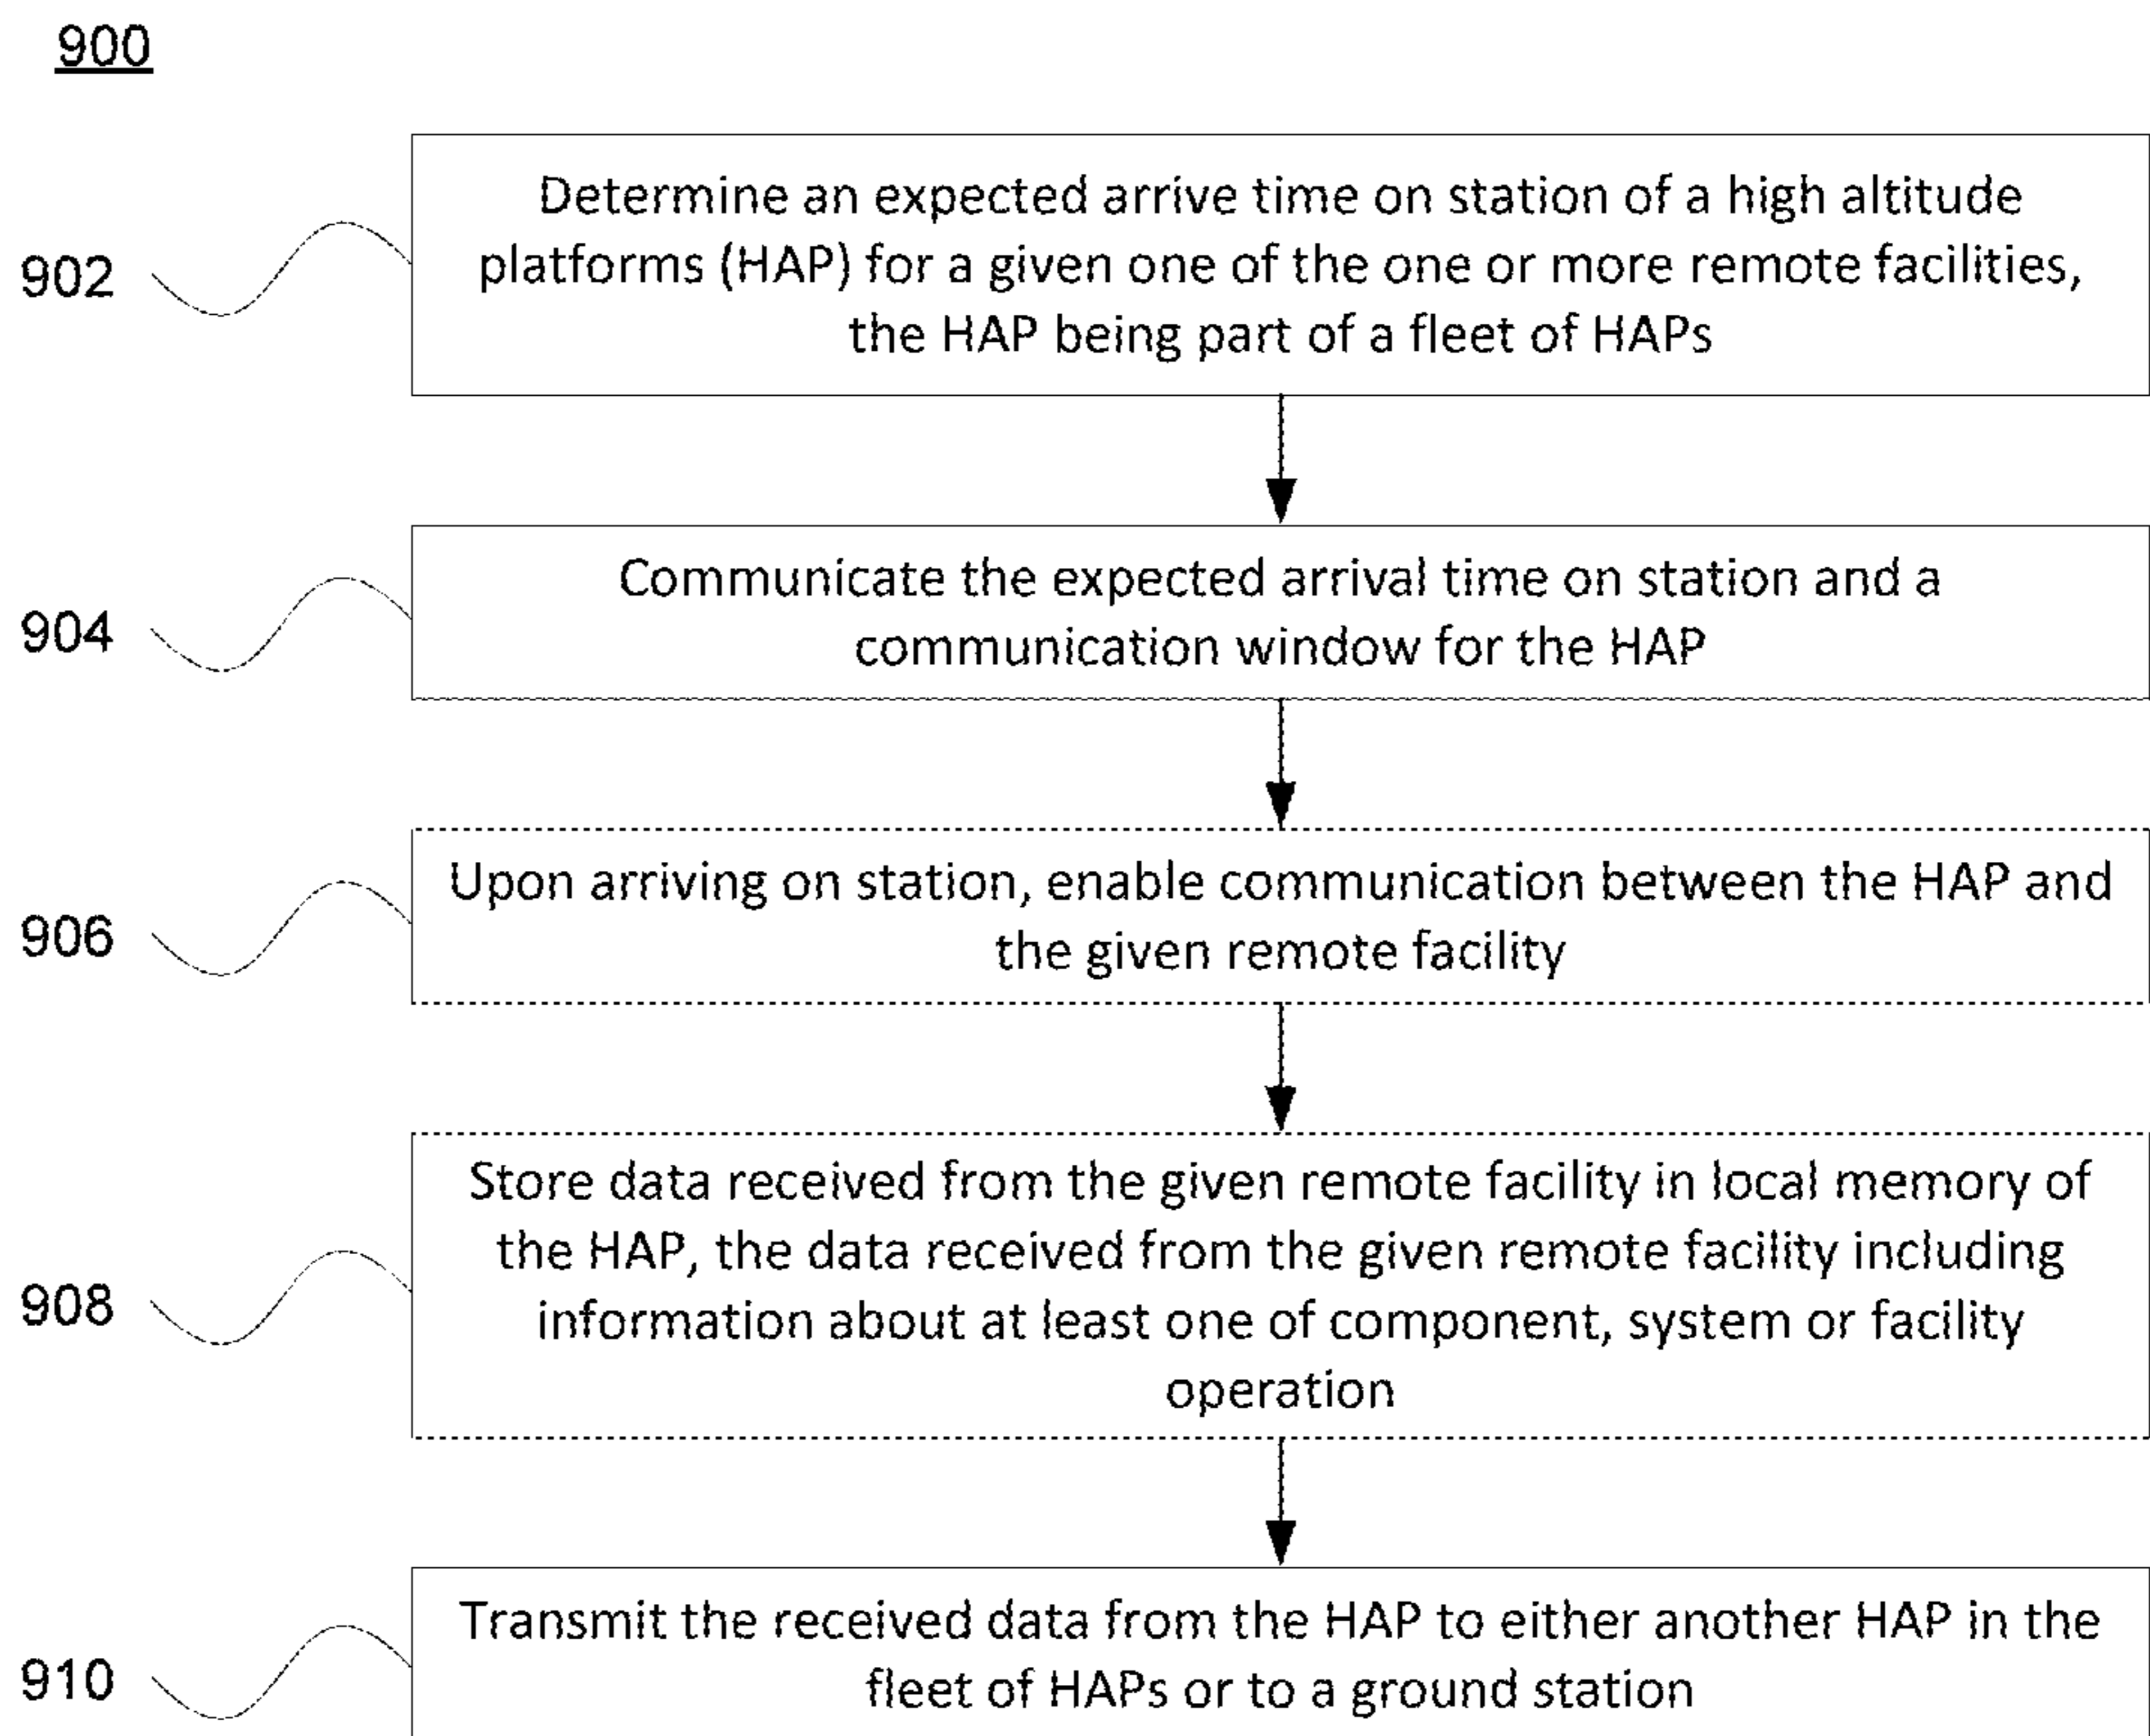 900
902
Determine an expected arrive time on station of a high altitude
platforms (HAP) for a given one of the one or more remote facilities,
the HAP being part of a fleet of HAPs
904
Communicate the expected arrival time on station and a
communication window for the HAP
906
Upon arriving on station, enable communication between the HAP and
the given remote facility
908
Store data received from the given remote facility in local memory of
the HAP, the data received from the given remote facility including
information about at least one of component, system or facility
operation
910
Transmit the received data from the HAP to either another HAP in the
fleet of HAPs or to a ground station